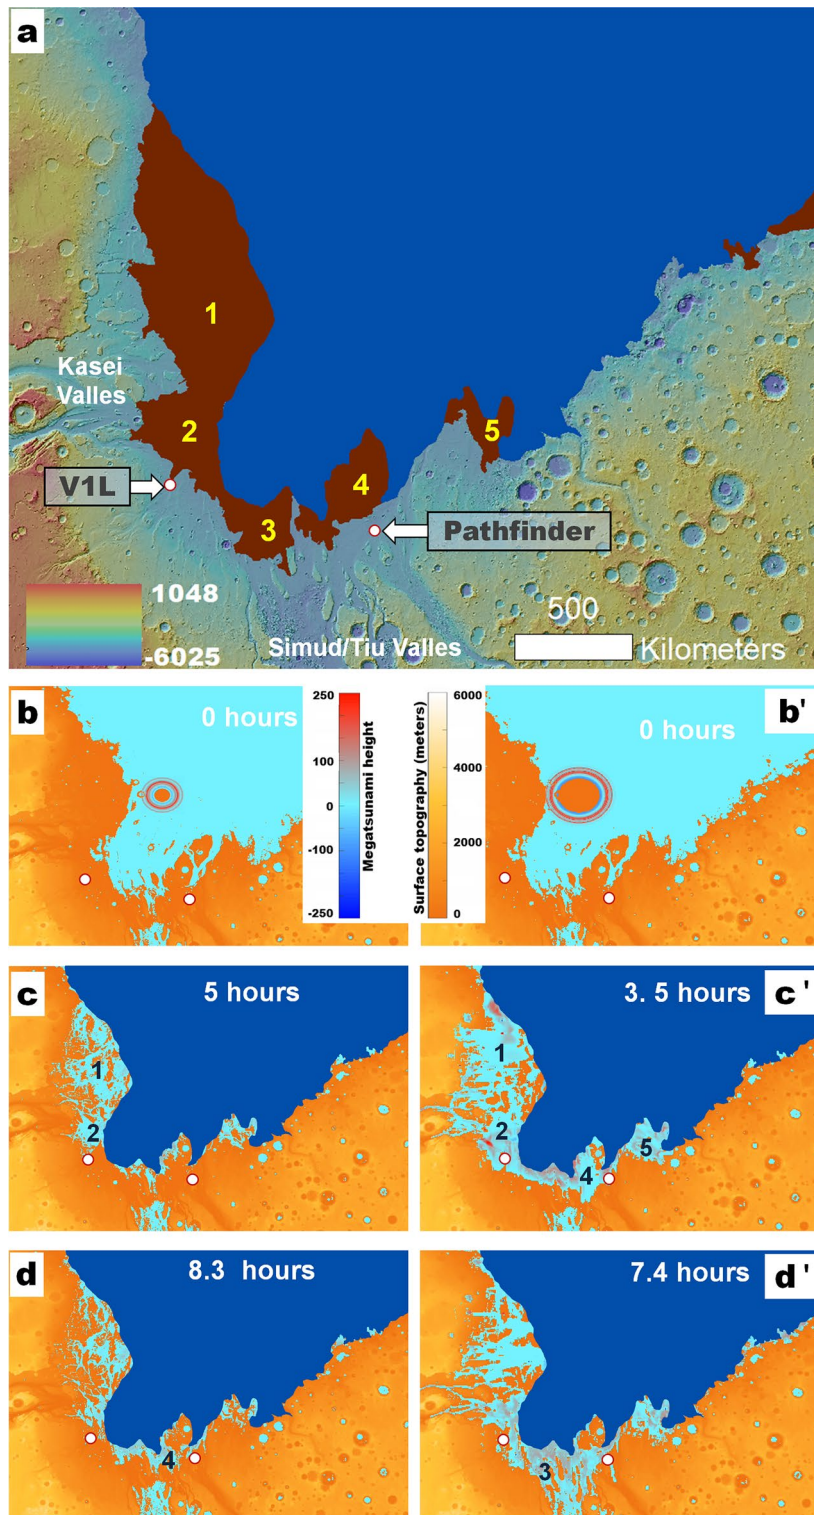 a
1
Kasei
Valles
2
5
V1L
4
3
Pathfinder
1048
500
-6025
Simud/Tiu Valles
Kilometers
b
0 hours
250
100
0
-100
-250
Megatsunami height
Surface topography (meters)
6000
4000
2000
0
0 hours
b'
c
5 hours
1
2
3. 5 hours
c'
1
2
5
4
d
8.3 hours
4
7.4 hours
d'
3